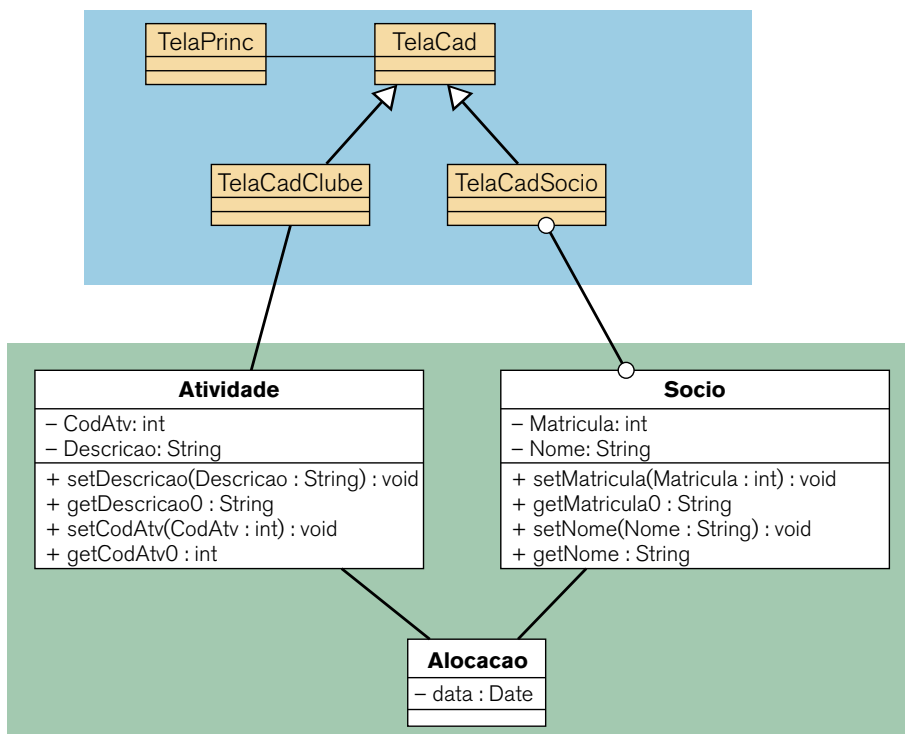 TelaPrinc
TelaCad
TelaCadClube
TelaCadSocio
Atividade
– CodAtv: int
– Descricao: String
+ setDescricao(Descricao : String) : void
+ getDescricao0 : String
+ setCodAtv(CodAtv : int) : void
+ getCodAtv0 : int
Socio
– Matricula: int
– Nome: String
+ setMatricula(Matricula : int) : void
+ getMatricula0 : String
+ setNome(Nome : String) : void
+ getNome : String
Alocacao
– data : Date